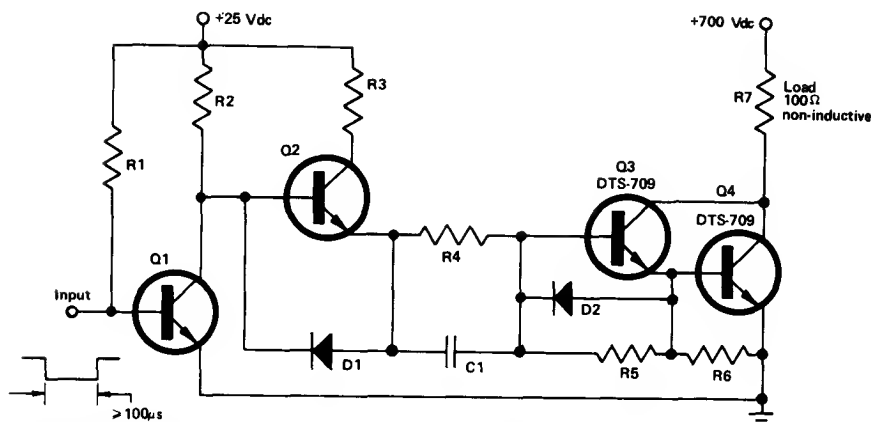 +25 Vdc
+700 Vdc
R3
R2
R7
Load
100Ω
non-inductive
R1
Q2
Q3
DTS-709
Q4
DTS-709
R4
Q1
Input
D2
D1
C1
R5
R6
≥100μs